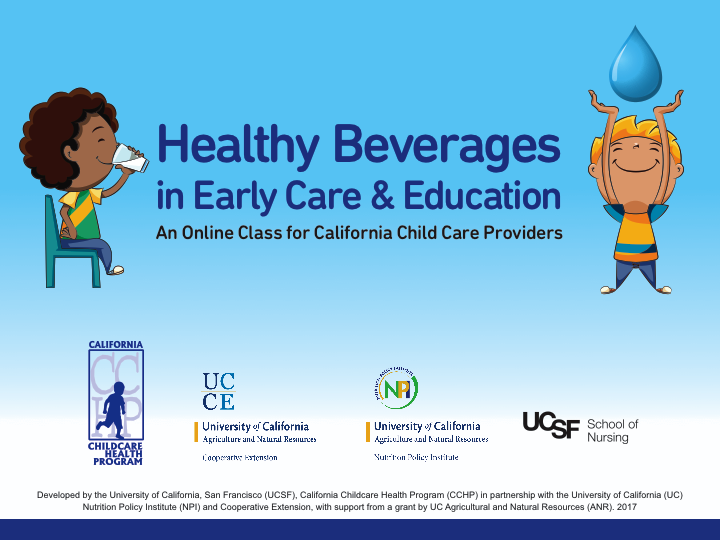 Healthy Beverages
in Early Care & Education
An Online Class for California Child Care Providers
CALIFORNIA
CC
HP
CHILDCARE
HEALTH
PROGRAM
UC
CE
University of California
Agriculture and Natural Resources
Cooperative Extension
NPI
University of California
Agriculture and Natural Resources
Nutrition Policy Institute
UCSF School of
Nursing
Developed by the University of California, San Francisco (UCSF), California Childcare Health Program (CCHP) in partnership with the University of California (UC)
Nutrition Policy Institute (NPI) and Cooperative Extension, with support from a grant by UC Agricultural and Natural Resources (ANR). 2017